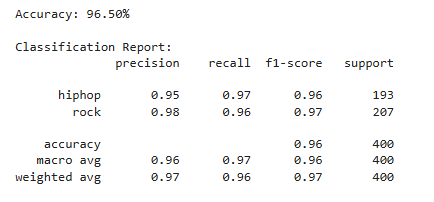 Accuracy: 96.50%
Classification Report:
precision recall f1-score support
hiphop 0.95 0.97 0.96 193
rock 0.98 0.96 0.97 207
accuracy 0.96 400
macro avg 0.96 0.97 0.96 400
weighted avg 0.97 0.96 0.97 400